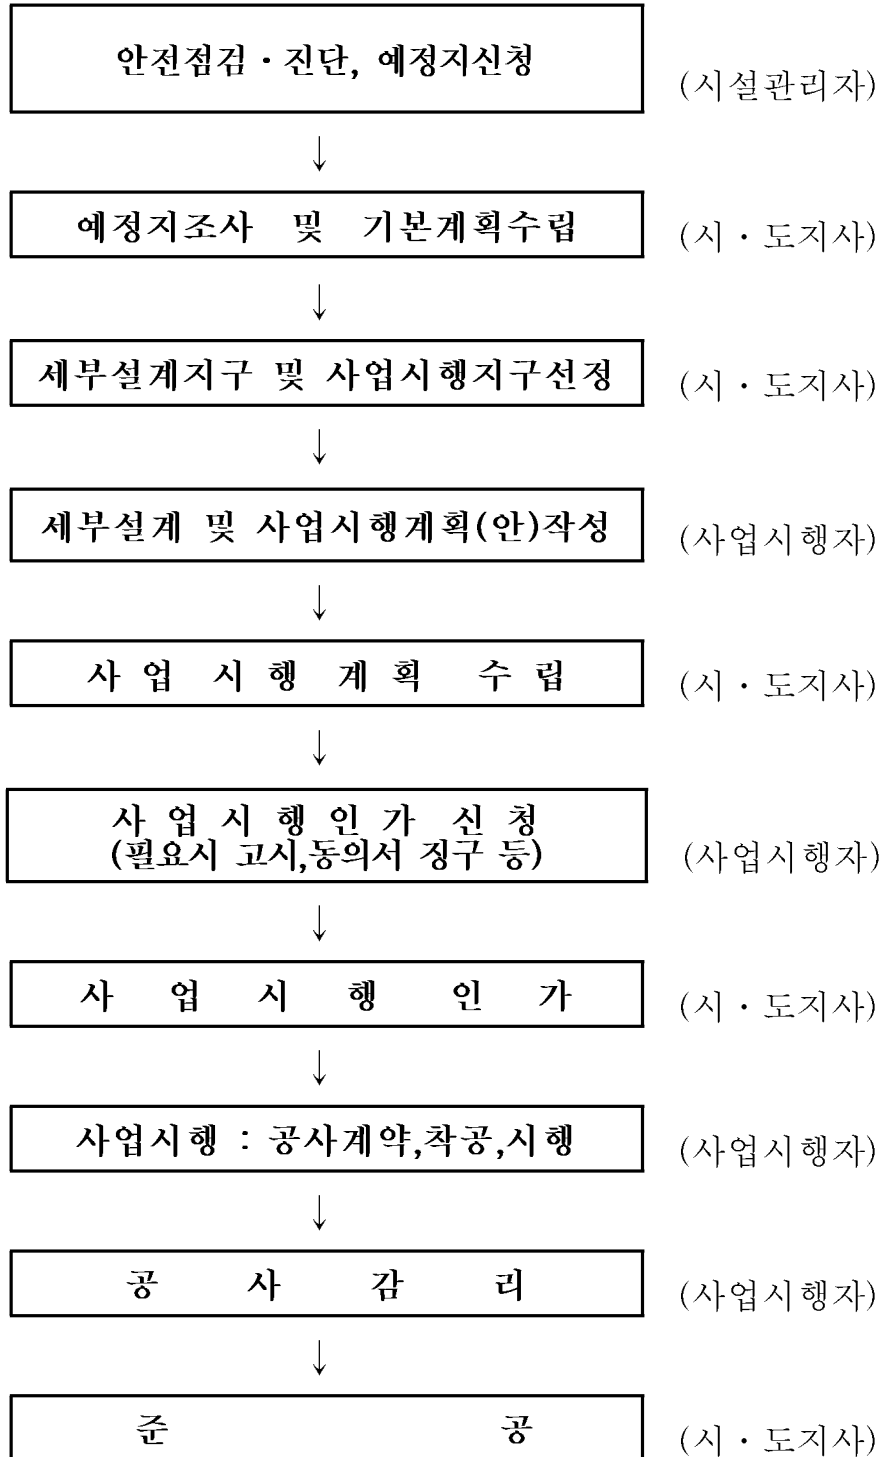 안전점검·진단, 예정지신청
(시설관리자)
↓
예정지조사 및 기본계획수립
(시·도지사)
↓
세부설계지구 및 사업시행지구선정
(시·도지사)
↓
세부설계 및 사업시행계획(안)작성
(사업시행자)
↓
사 업 시 행 계 획 수 립
(시·도지사)
↓
사 업 시 행 인 가 신 청
(필요시 고시,동의서 징구 등)
(사업시행자)
↓
사 업 시 행 인 가
(시·도지사)
↓
사업시행 : 공사계약,착공,시행
(사업시행자)
↓
공 사 감 리
(사업시행자)
↓
준 공
(시·도지사)